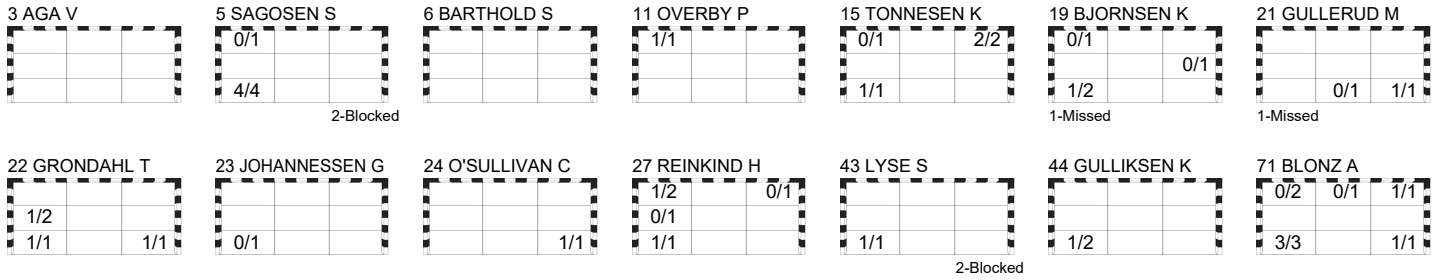 3 AGA V 5 SAGOSEN S 6 BARTHOLD S 11 OVERBY P 15 TONNESEN K 19 BJORNSEN K 21 GULLERUD M
0/1 1/1 0/1 2/2 0/1
0/1
4/4 1/1 1/2 0/1 1/1
2-Blocked 1-Missed 1-Missed
22 GRONDAHL T 23 JOHANNESSEN G 24 O'SULLIVAN C 27 REINKIND H 43 LYSE S 44 GULLIKSEN K 71 BLONZ A
1/2 0/1 0/2 0/1 1/1
1/2 0/1
1/1 1/1 0/1 1/1 1/1 1/1 1/2 3/3 1/1
2-Blocked